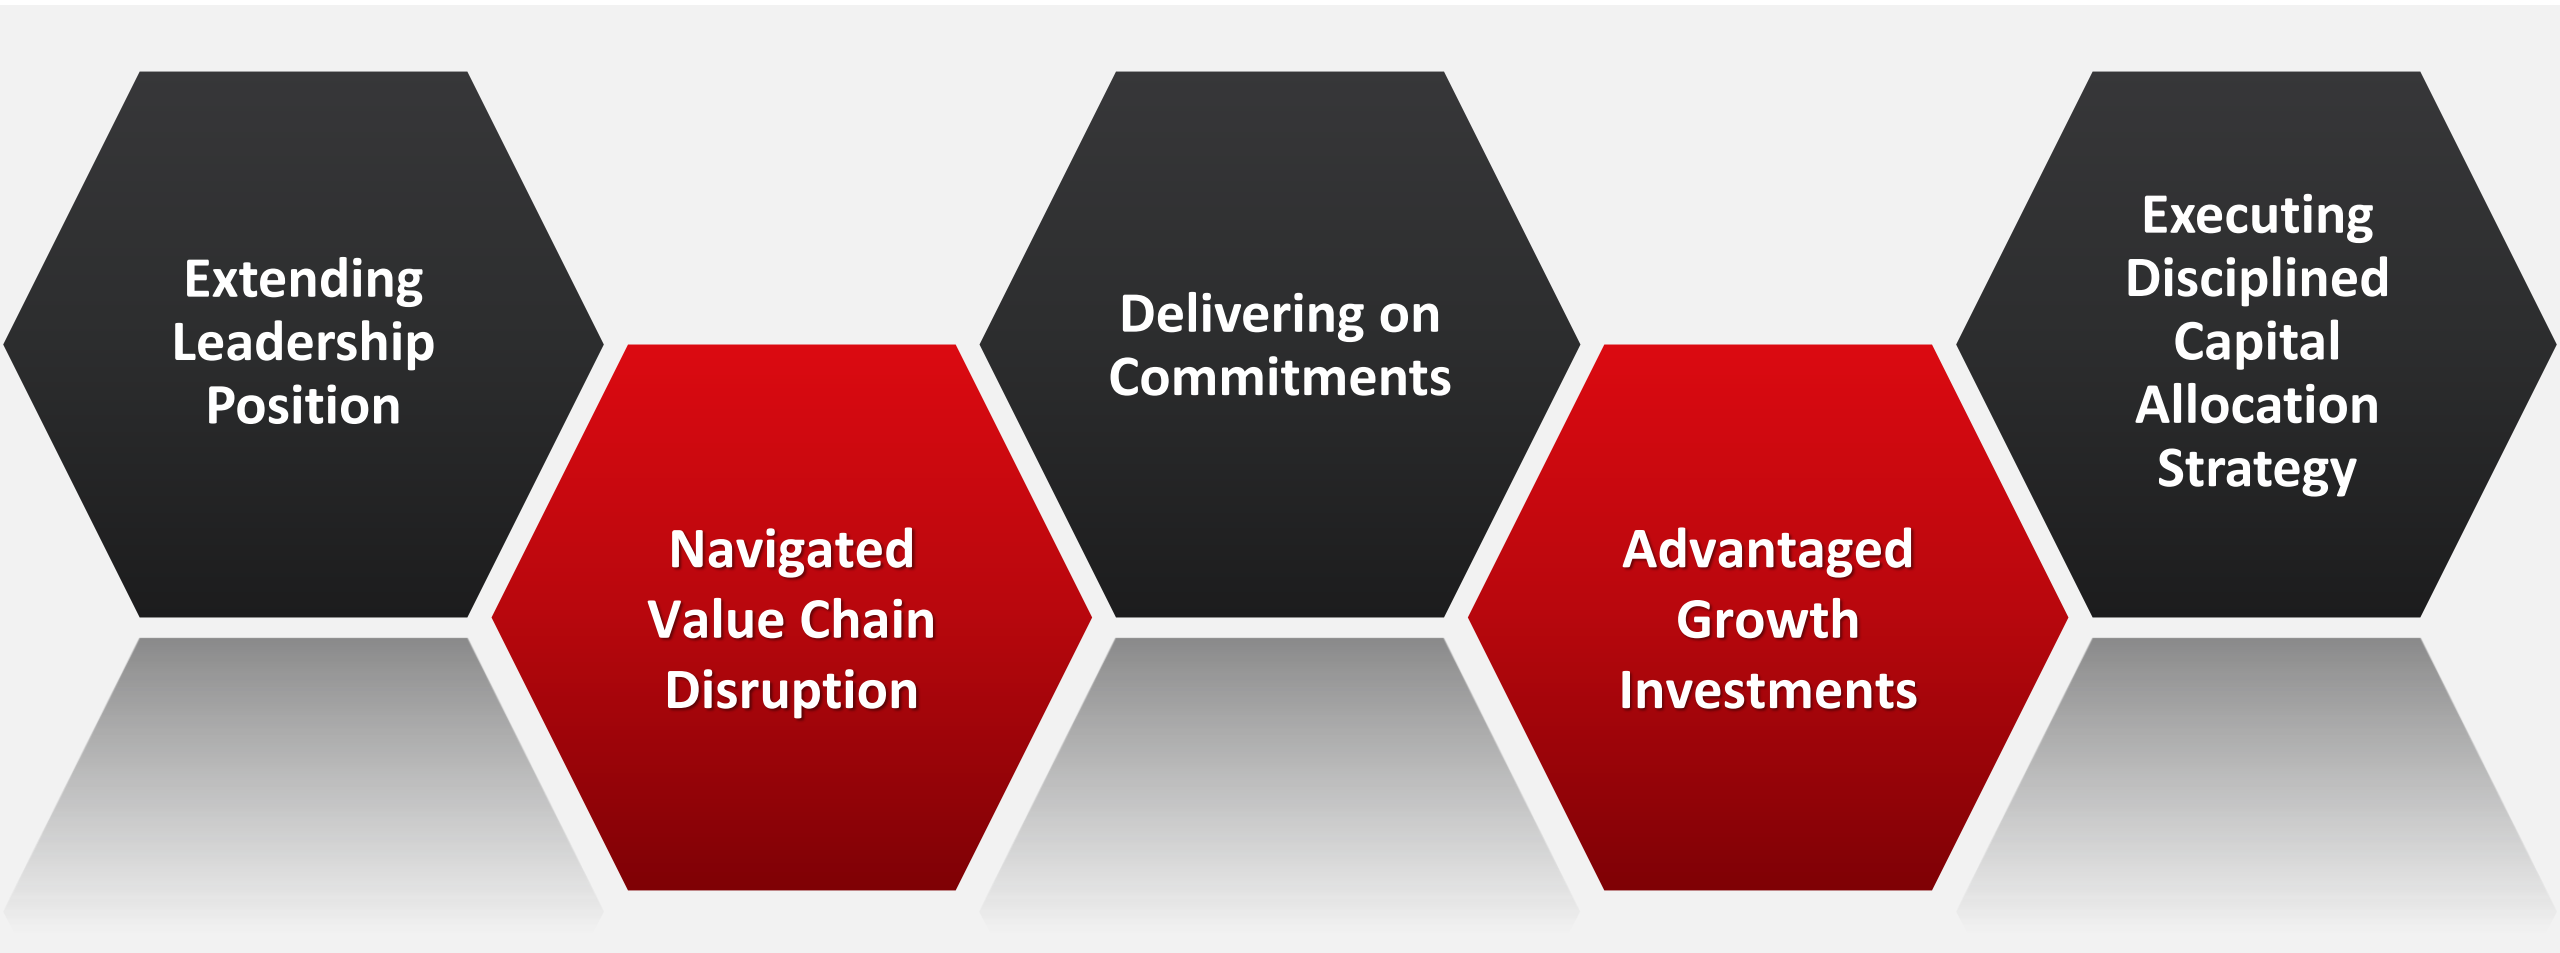 Extending
Leadership
Position
Navigated
Value Chain
Disruption
Delivering on
Commitments
Advantaged
Growth
Investments
Executing
Disciplined
Capital
Allocation
Strategy